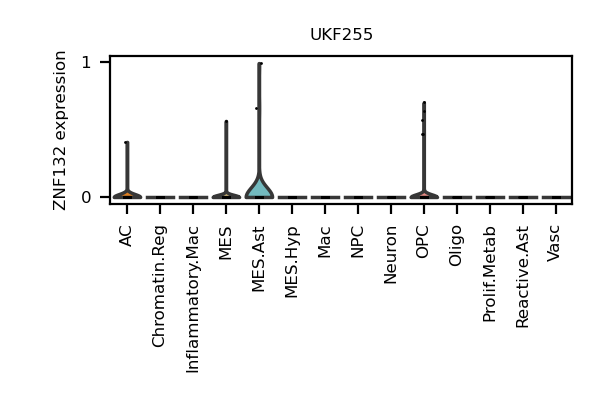 UKF255
ZNF132 expression
1
0
AC
Chromatin.Reg
Inflammatory.Mac
MES
MES.Ast
MES.Hyp
Mac
NPC
Neuron
OPC
Oligo
Prolif.Metab
Reactive.Ast
Vasc